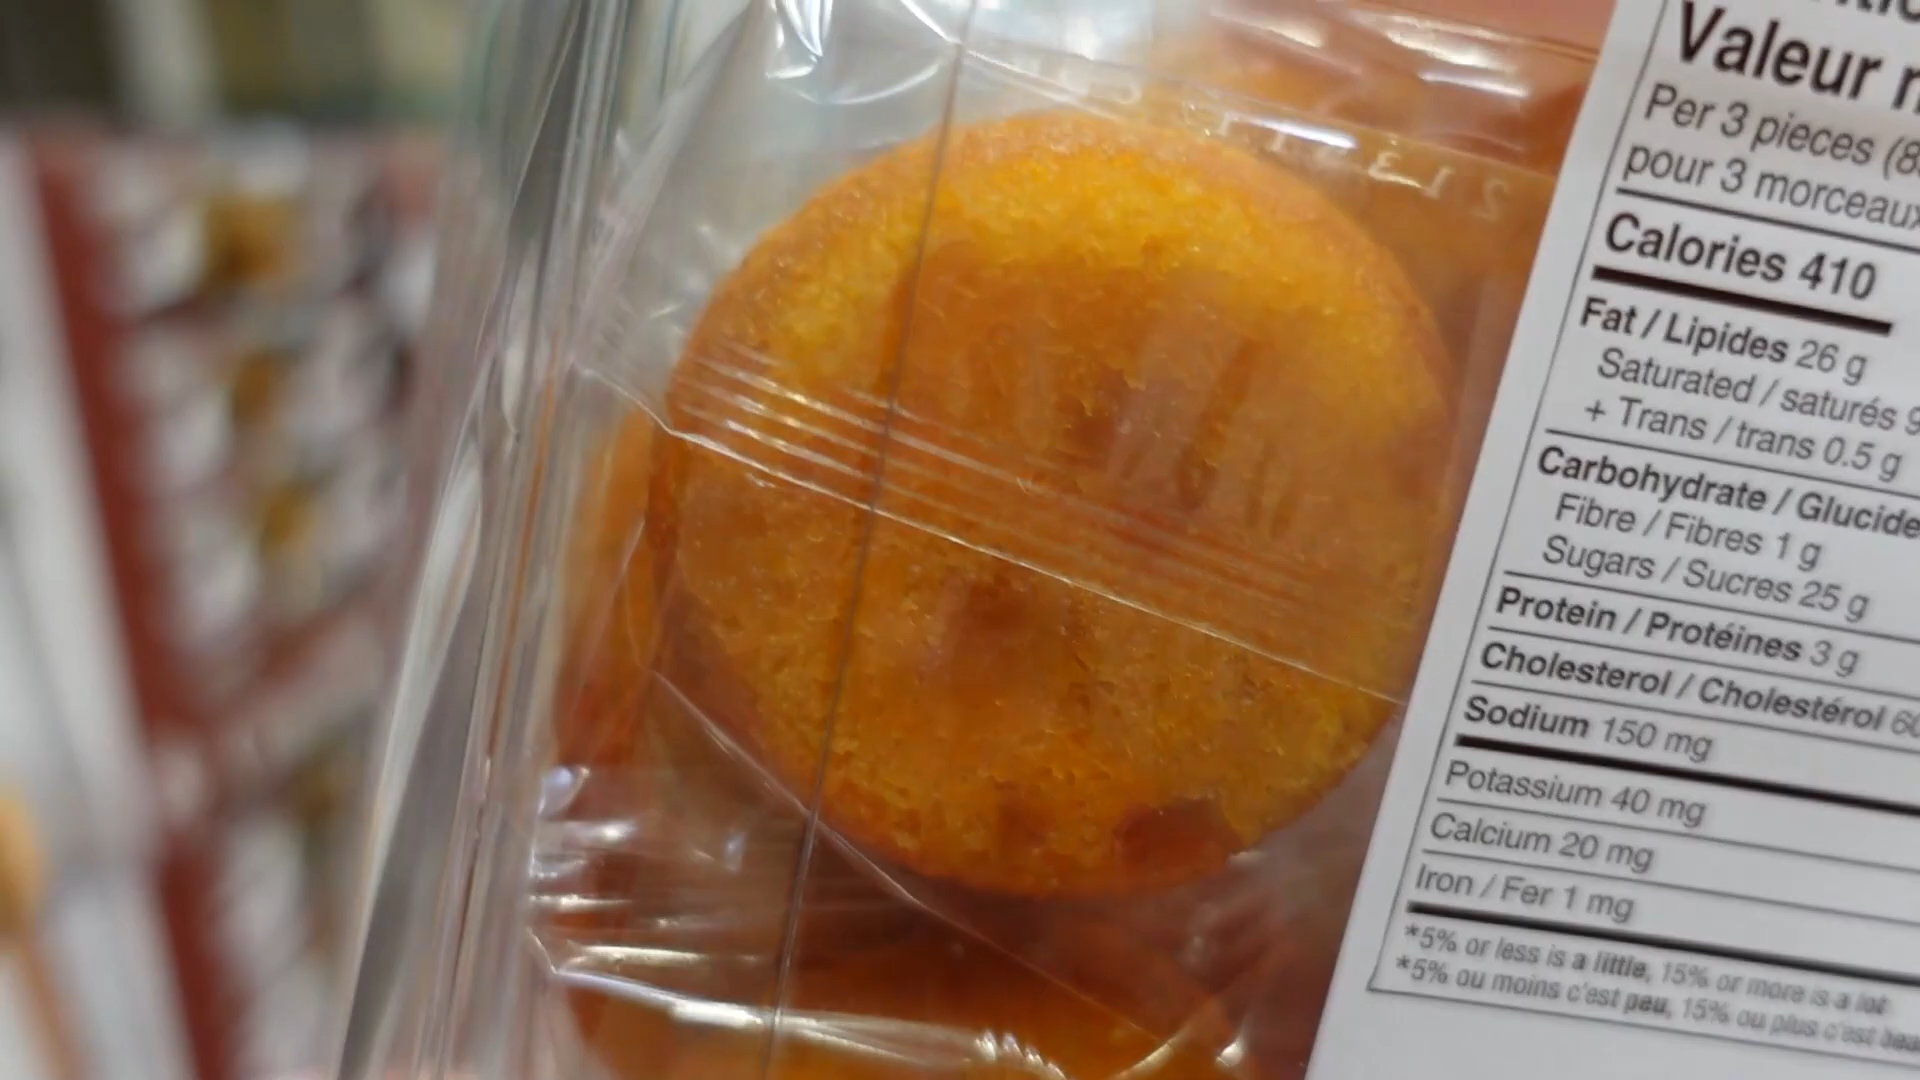 Valeur
Per 3 pieces
pour 3 morceaux
Calories 410
Fat / Lipides 26 g
Saturated / saturés
+ Trans / trans 0.5 g
Carbohydrate / Glucide
Fibre / Fibres 1 g
Sugars / Sucres 25 g
Protein / Protéines 3 g
Cholesterol / Cholestérol 60
Sodium 150 mg
Potassium 40 mg
Calcium 20 mg
Iron / Fer 1 mg
*5% or less is a little, 15% or more is a lot
*5% ou moins c'est peu, 15% ou plus c'est